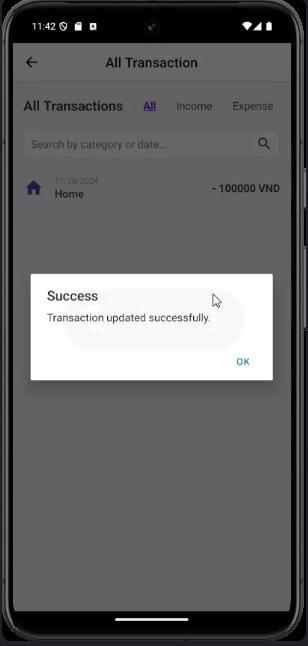 11:42
All Transaction
All Transactions All Income Expense
Search by category or date...
11/28/2024
Home
- 100000 VND
Success
Transaction updated successfully.
OK